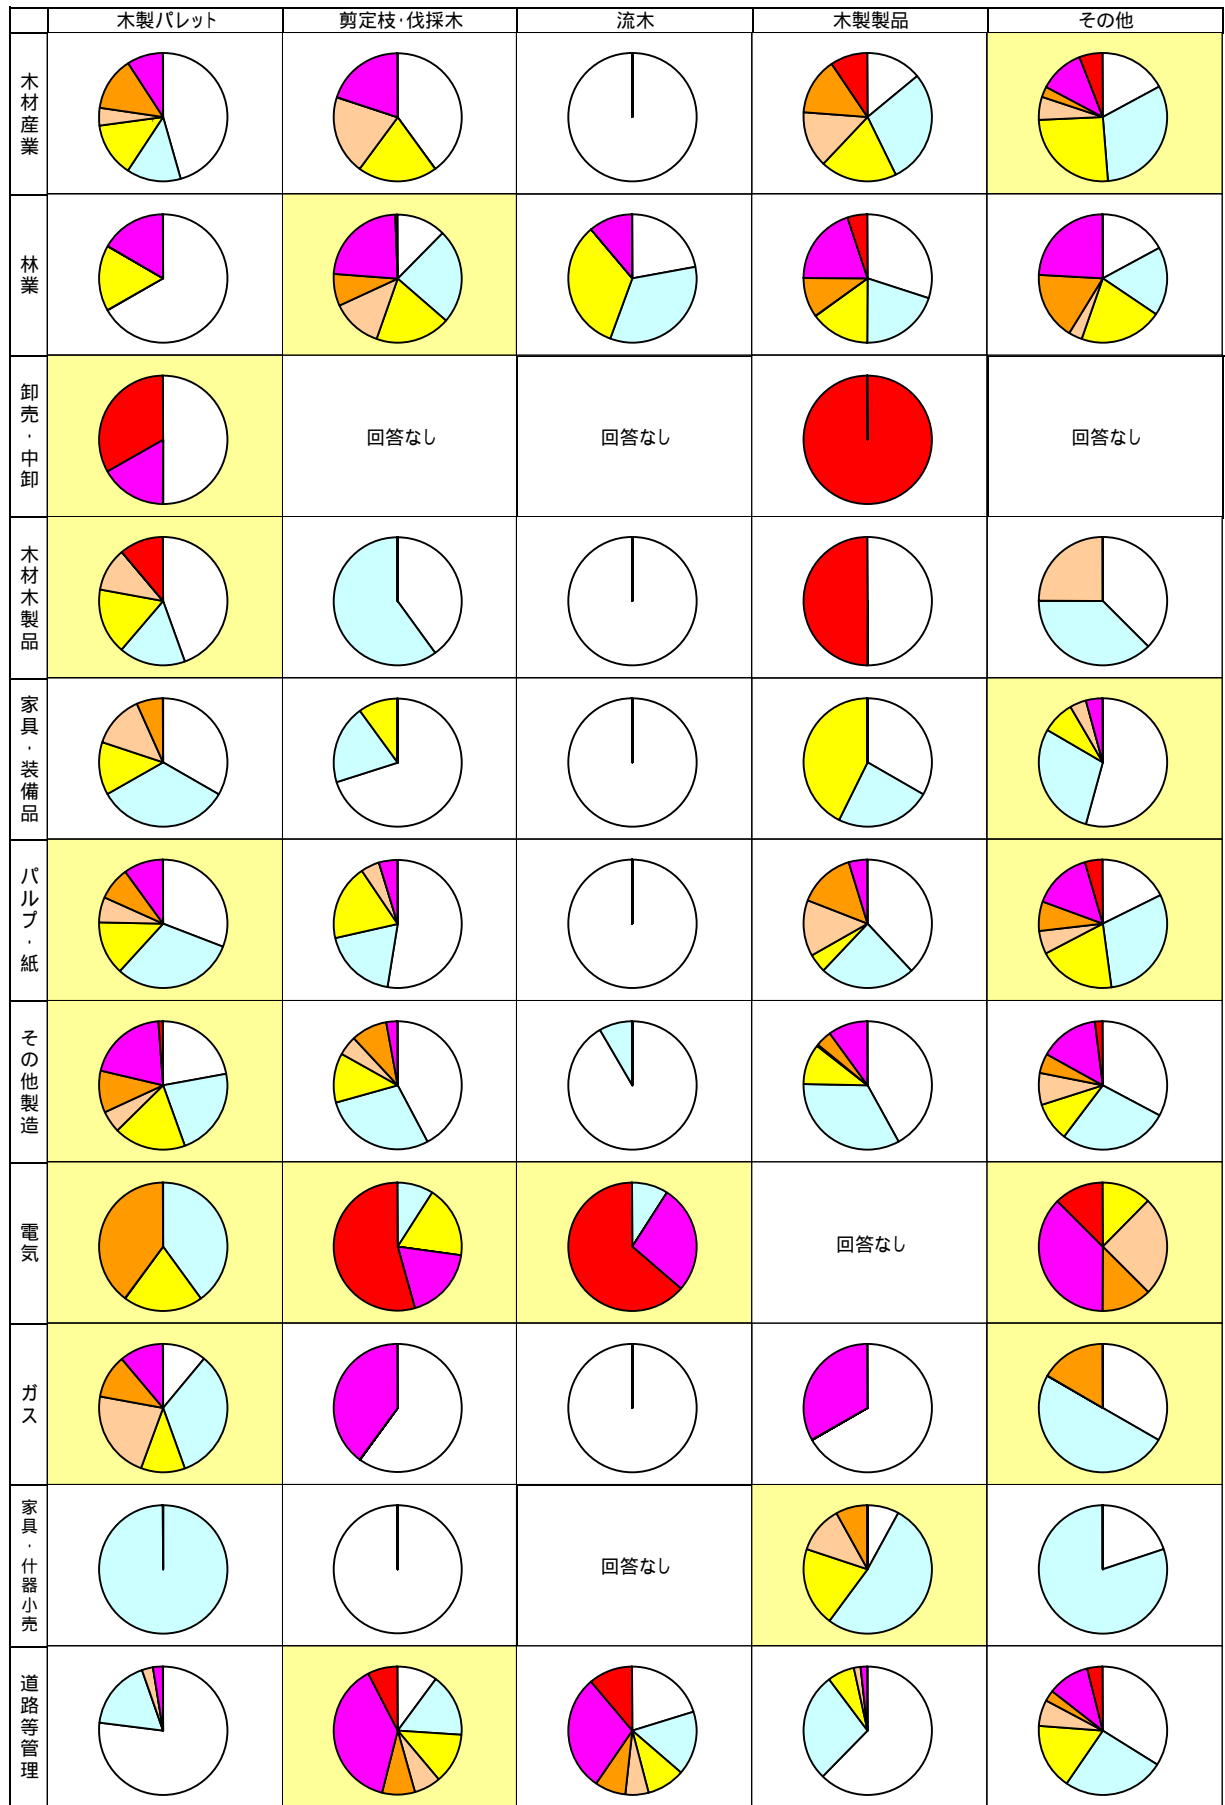 木製パレット 剪定枝・伐採木 流木 木製製品 その他
木材産業
林業
卸売・中卸 回答なし 回答なし 回答なし
木材木製品
家具・装備品
パルプ・紙
その他製造
電気 回答なし
ガス
家具・什器小売 回答なし
道路等管理